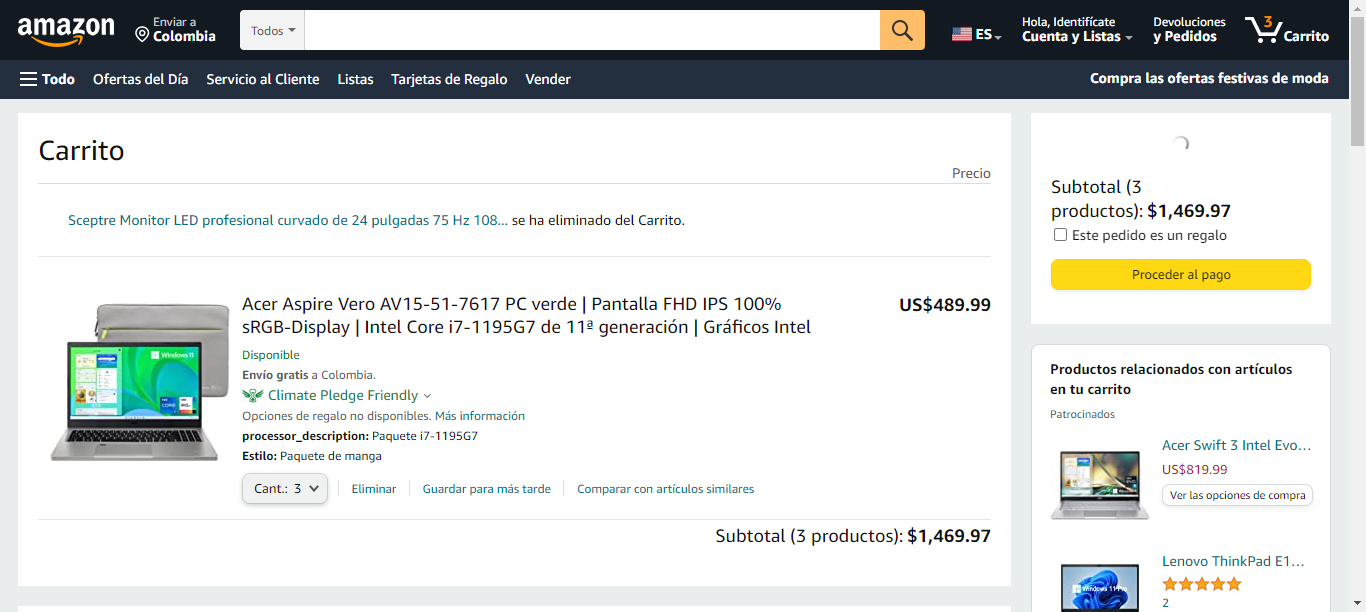 amazon
Enviar a
Colombia
Todos
ES
Hola, Identifícate
Cuenta y Listas
Devoluciones
y Pedidos
3
Carrito
Todo
Ofertas del Día
Servicio al Cliente
Listas
Tarjetas de Regalo
Vender
Compra las ofertas festivas de moda
Carrito
Precio
Sceptre Monitor LED profesional curvado de 24 pulgadas 75 Hz 108... se ha eliminado del Carrito.
Acer Aspire Vero AV15-51-7617 PC verde | Pantalla FHD IPS 100%
sRGB-Display | Intel Core i7-1195G7 de 11ª generación | Gráficos Intel
US$489.99
Disponible
Envío gratis a Colombia.
Climate Pledge Friendly
Opciones de regalo no disponibles. Más información
processor_description: Paquete i7-1195G7
Estilo: Paquete de manga
Cant.: 3
Eliminar
Guardar para más tarde
Comparar con artículos similares
Windows 11
Subtotal (3 productos): $1,469.97
Subtotal (3
productos): $1,469.97
Este pedido es un regalo
Proceder al pago
Productos relacionados con artículos
en tu carrito
Patrocinados
Acer Swift 3 Intel Evo...
US$819.99
Ver las opciones de compra
Lenovo ThinkPad E1...
2
Windows 11 Pro